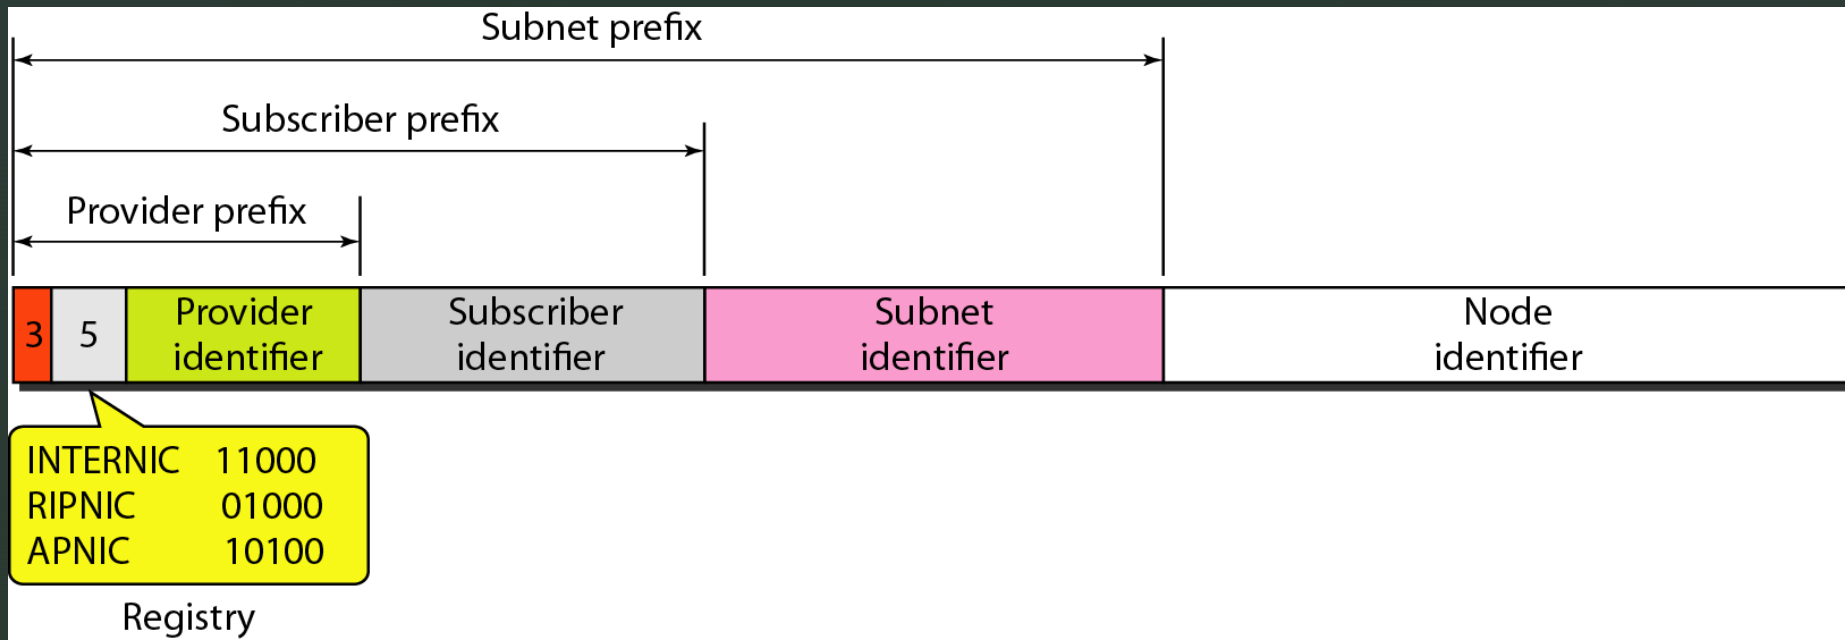 Subnet prefix
Subscriber prefix
Provider prefix
3
5
Provider
identifier
Subscriber
identifier
Subnet
identifier
Node
identifier
INTERNIC 11000
RIPNIC 01000
APNIC 10100
Registry